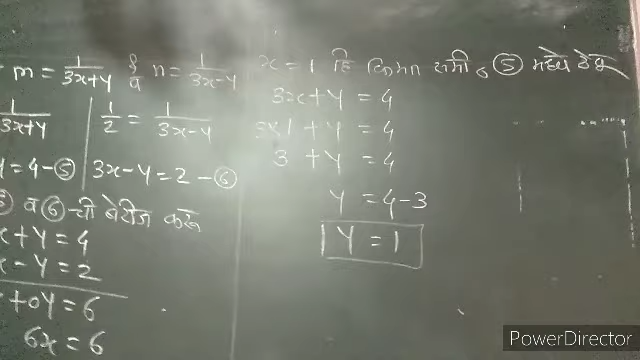 m = 1/3x+y व n = 1/3x-y
1/3x+y | 1/2 = 1/3x-y
y = 4 - ⑤ | 3x-y = 2 - ⑥
व ⑥ ची बेरीज करू
x + y = 4
x - y = 2
+ 0y = 6
6x = 6
x = 1 हि किंमत समी ⑤ मध्ये ठेवू
3x + y = 4
3×1 + y = 4
3 + y = 4
y = 4-3
y = 1
PowerDirector